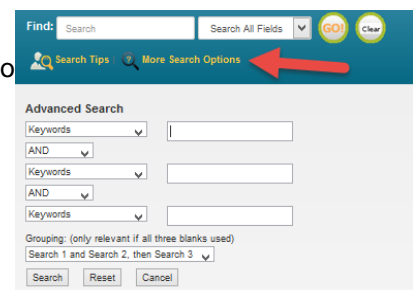 Find: Search Search All Fields GO! Clear
Search Tips | ? More Search Options
o
Advanced Search
Keywords
AND
Keywords
AND
Keywords
Grouping: (only relevant if all three blanks used)
Search 1 and Search 2, then Search 3
Search Reset Cancel